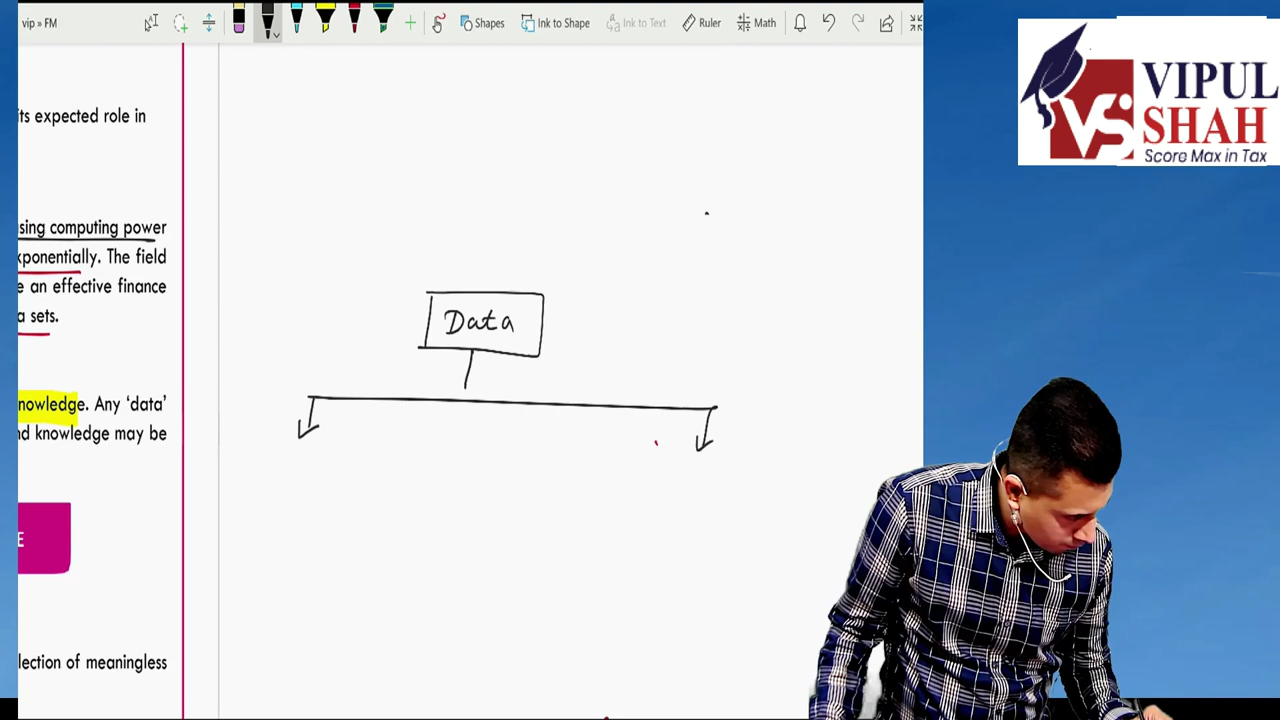 vip » FM
Shapes
Ink to Shape
Ink to Text
Ruler
Math
VIPUL
SHAH
VS
Score Max in Tax
its expected role in
sing computing power
xponentially. The field
e an effective finance
a sets.
Data
nowledge. Any ‘data’
nd knowledge may be
E
lection of meaningless